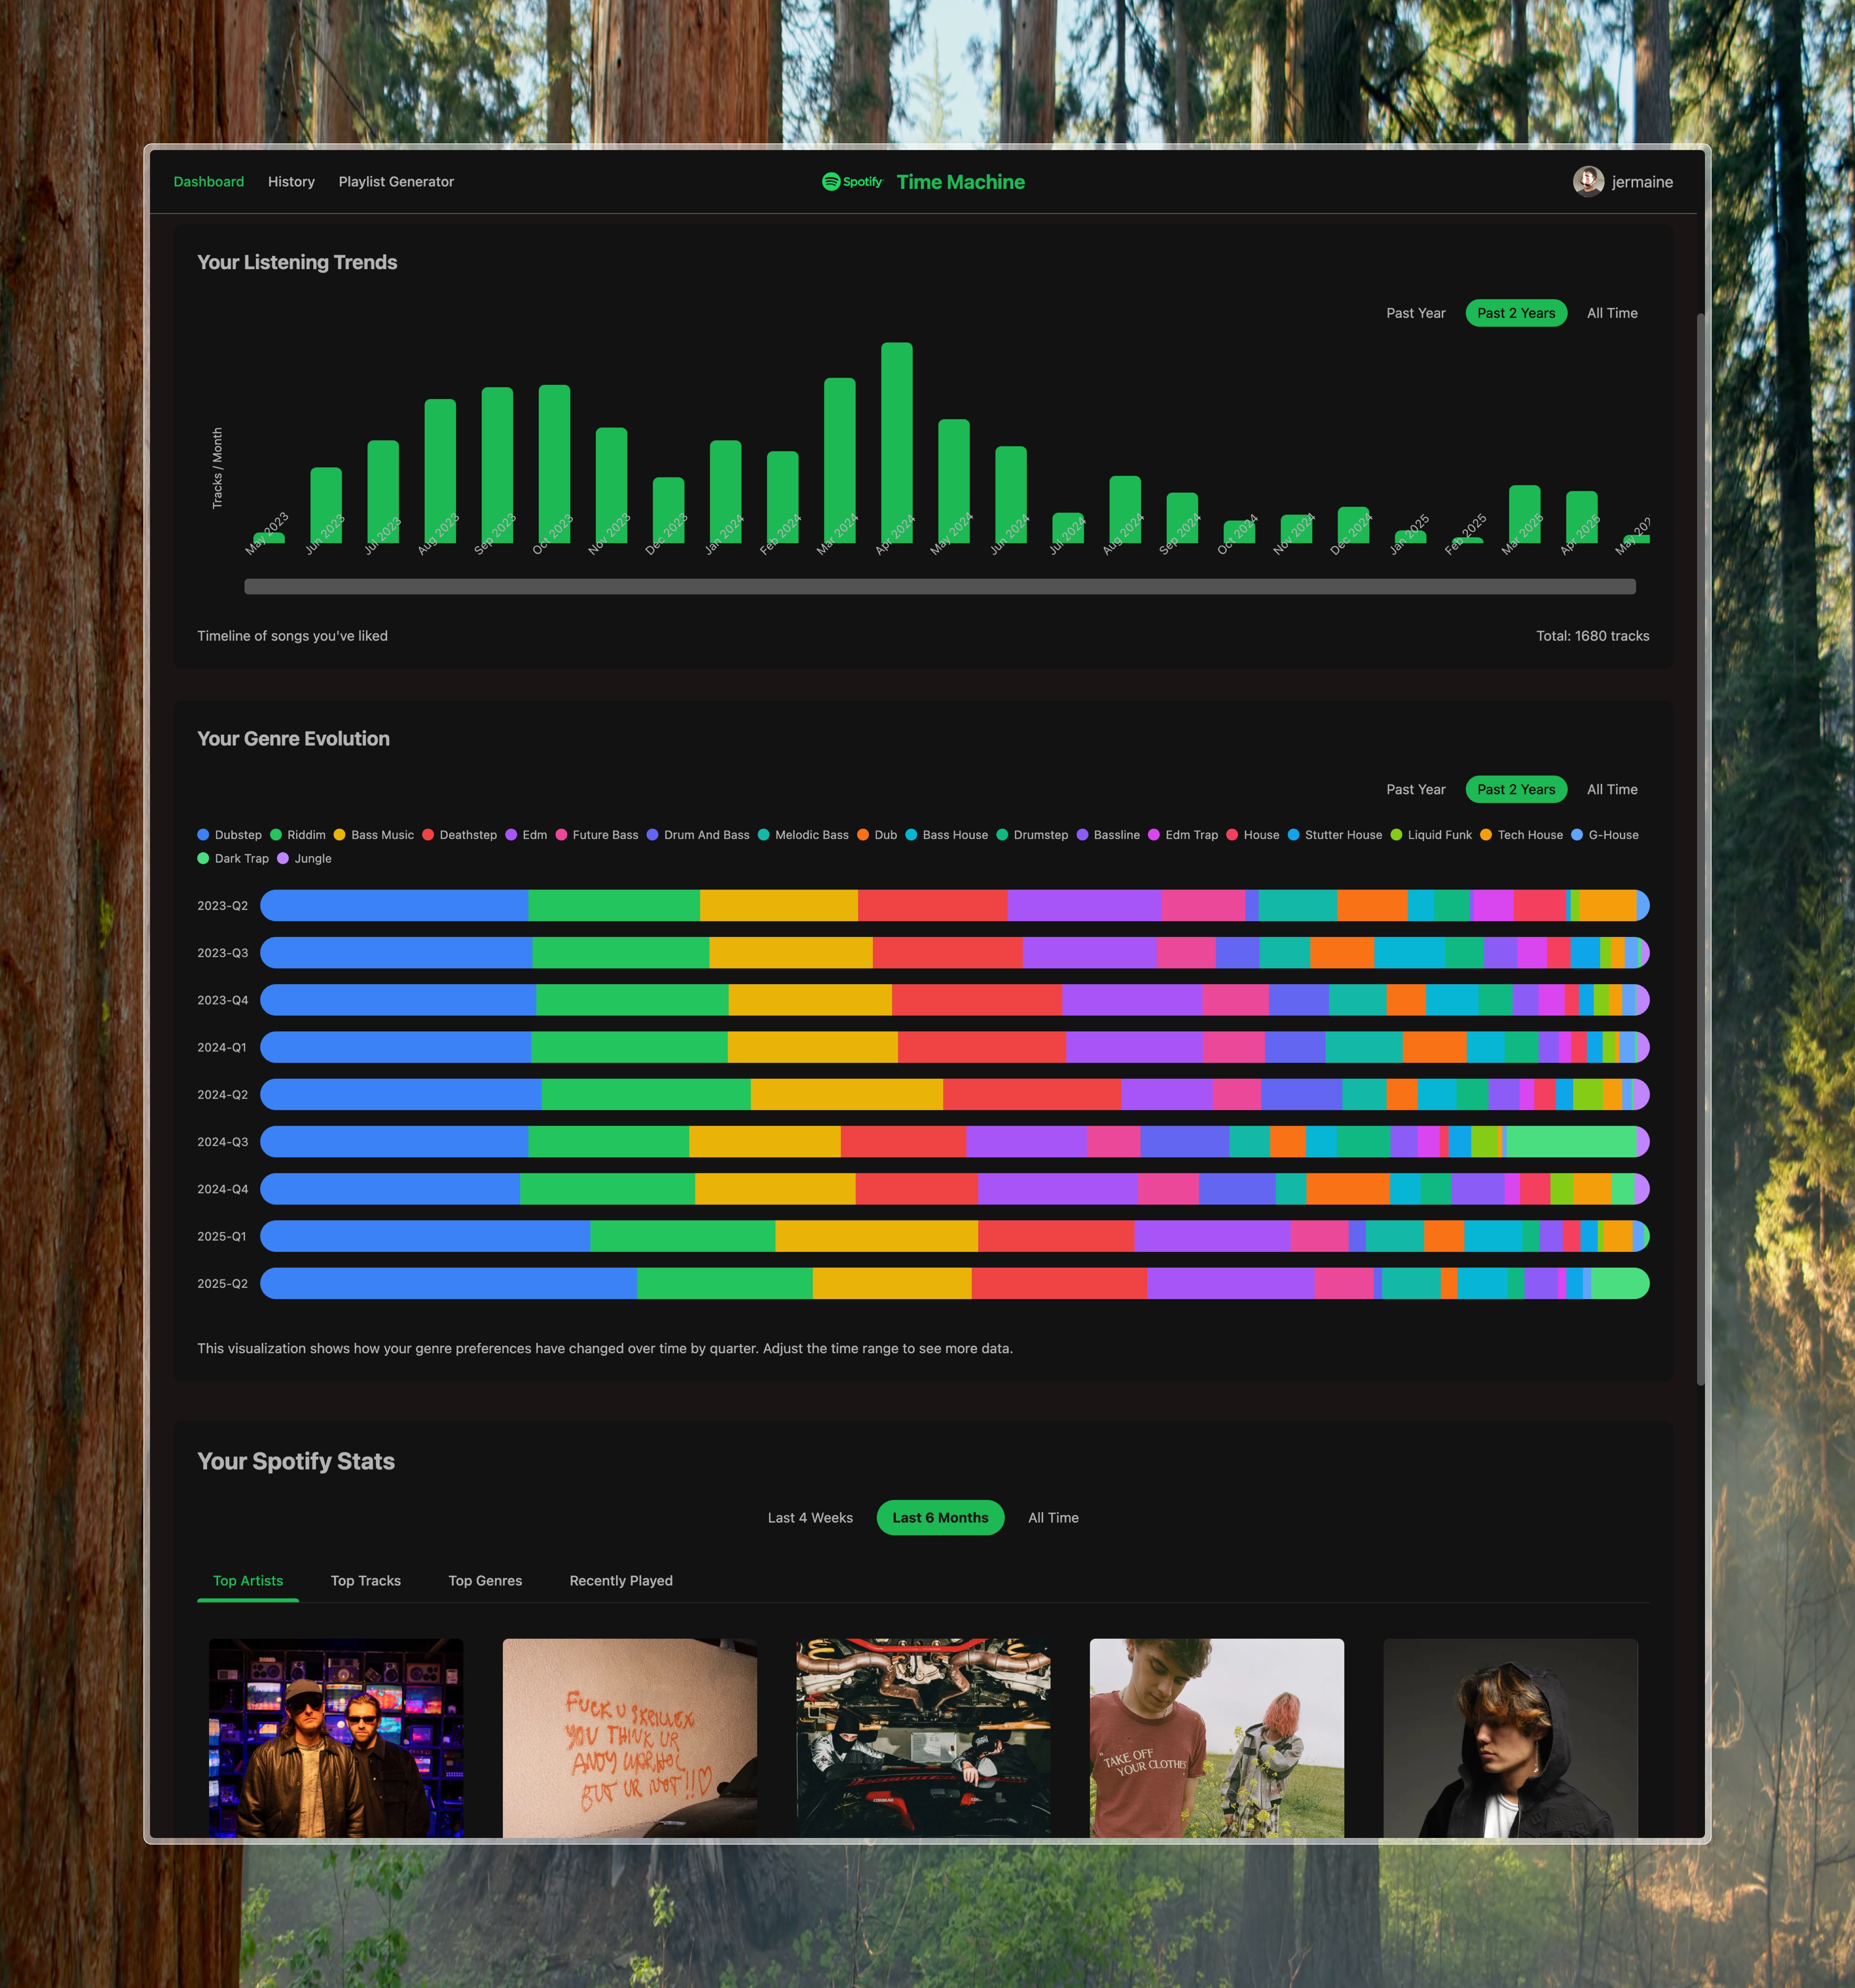 Dashboard History Playlist Generator Spotify Time Machine jermaine
Your Listening Trends
Past Year Past 2 Years All Time
Tracks / Month
May 2023 Jun 2023 Jul 2023 Aug 2023 Sep 2023 Oct 2023 Nov 2023 Dec 2023 Jan 2024 Feb 2024 Mar 2024 Apr 2024 May 2024 Jun 2024 Jul 2024 Aug 2024 Sep 2024 Oct 2024 Nov 2024 Dec 2024 Jan 2025 Feb 2025 Mar 2025 Apr 2025 May 202
Timeline of songs you've liked Total: 1680 tracks
Your Genre Evolution
Past Year Past 2 Years All Time
Dubstep Riddim Bass Music Deathstep Edm Future Bass Drum And Bass Melodic Bass Dub Bass House Drumstep Bassline Edm Trap House Stutter House Liquid Funk Tech House G-House
Dark Trap Jungle
2023-Q2
2023-Q3
2023-Q4
2024-Q1
2024-Q2
2024-Q3
2024-Q4
2025-Q1
2025-Q2
This visualization shows how your genre preferences have changed over time by quarter. Adjust the time range to see more data.
Your Spotify Stats
Last 4 Weeks Last 6 Months All Time
Top Artists Top Tracks Top Genres Recently Played
FUCK U SKRILLEX
YOU THINK UR
ANDY WARHOL
BUT UR NOT!!
"TAKE OFF
YOUR CLOTHES"